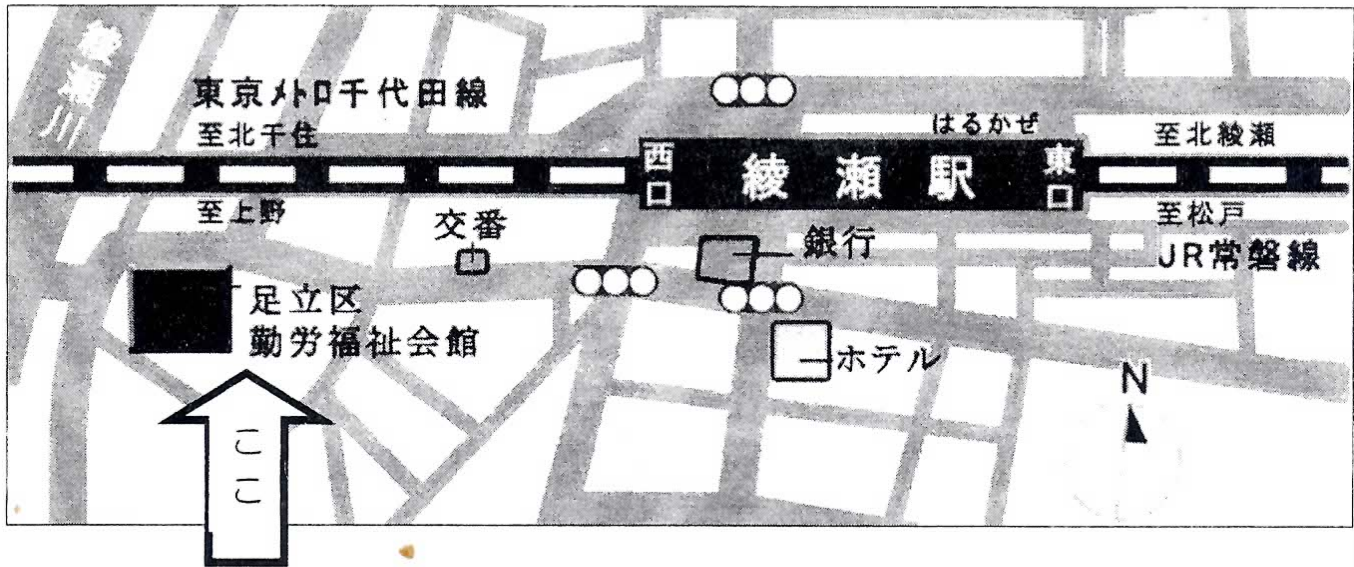 綾瀬川
東京メトロ千代田線
至北千住
はるかぜ
至北綾瀬
西口
綾瀬駅
東口
至上野
至松戸
JR常磐線
交番
銀行
足立区
勤労福祉会館
ホテル
N
ここ